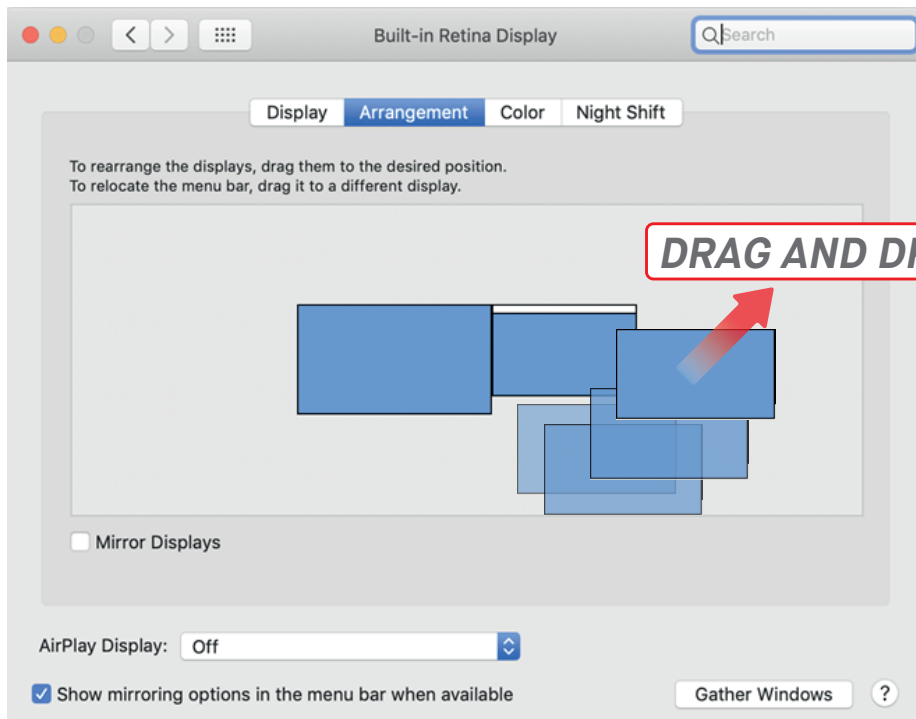 Built-in Retina Display
Search
Display Arrangement Color Night Shift
To rearrange the displays, drag them to the desired position.
To relocate the menu bar, drag it to a different display.
DRAG AND
Mirror Displays
AirPlay Display: Off
Show mirroring options in the menu bar when available
Gather Windows ?